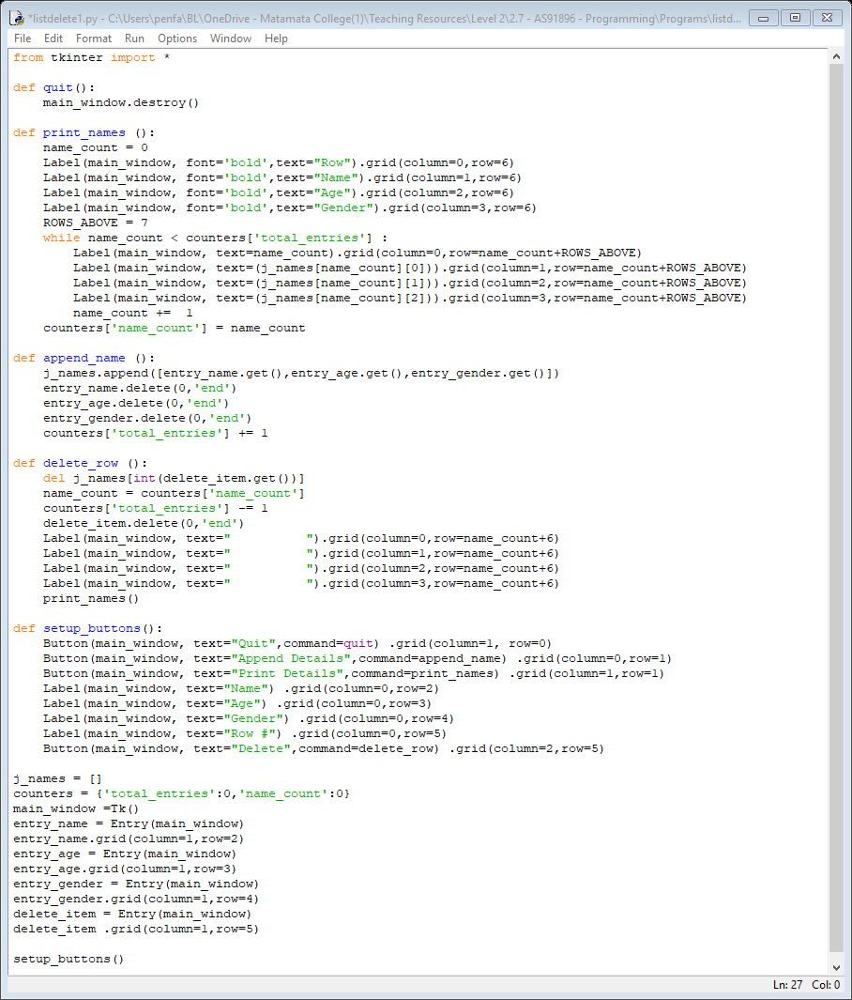 *listdelete1.py - C:\Users\penfa\BL\OneDrive - Matamata College(1)\Teaching Resources\Level 2\2.7 - AS91896 - Programming\Programs\listd...
File Edit Format Run Options Window Help
from tkinter import *

def quit():
    main_window.destroy()

def print_names ():
    name_count = 0
    Label(main_window, font='bold',text="Row").grid(column=0,row=6)
    Label(main_window, font='bold',text="Name").grid(column=1,row=6)
    Label(main_window, font='bold',text="Age").grid(column=2,row=6)
    Label(main_window, font='bold',text="Gender").grid(column=3,row=6)
    ROWS_ABOVE = 7
    while name_count < counters['total_entries'] :
        Label(main_window, text=name_count).grid(column=0,row=name_count+ROWS_ABOVE)
        Label(main_window, text=(j_names[name_count][0])).grid(column=1,row=name_count+ROWS_ABOVE)
        Label(main_window, text=(j_names[name_count][1])).grid(column=2,row=name_count+ROWS_ABOVE)
        Label(main_window, text=(j_names[name_count][2])).grid(column=3,row=name_count+ROWS_ABOVE)
        name_count +=  1
    counters['name_count'] = name_count

def append_name ():
    j_names.append([entry_name.get(),entry_age.get(),entry_gender.get()])
    entry_name.delete(0,'end')
    entry_age.delete(0,'end')
    entry_gender.delete(0,'end')
    counters['total_entries'] += 1

def delete_row ():
    del j_names[int(delete_item.get())]
    name_count = counters['name_count']
    counters['total_entries'] -= 1
    delete_item.delete(0,'end')
    Label(main_window, text="          ").grid(column=0,row=name_count+6)
    Label(main_window, text="          ").grid(column=1,row=name_count+6)
    Label(main_window, text="          ").grid(column=2,row=name_count+6)
    Label(main_window, text="          ").grid(column=3,row=name_count+6)
    print_names()

def setup_buttons():
    Button(main_window, text="Quit",command=quit) .grid(column=1, row=0)
    Button(main_window, text="Append Details",command=append_name) .grid(column=0,row=1)
    Button(main_window, text="Print Details",command=print_names) .grid(column=1,row=1)
    Label(main_window, text="Name") .grid(column=0,row=2)
    Label(main_window, text="Age") .grid(column=0,row=3)
    Label(main_window, text="Gender") .grid(column=0,row=4)
    Label(main_window, text="Row #") .grid(column=0,row=5)
    Button(main_window, text="Delete",command=delete_row) .grid(column=2,row=5)

j_names = []
counters = {'total_entries':0,'name_count':0}
main_window =Tk()
entry_name = Entry(main_window)
entry_name.grid(column=1,row=2)
entry_age = Entry(main_window)
entry_age.grid(column=1,row=3)
entry_gender = Entry(main_window)
entry_gender.grid(column=1,row=4)
delete_item = Entry(main_window)
delete_item .grid(column=1,row=5)

setup_buttons()
Ln: 27 Col: 0